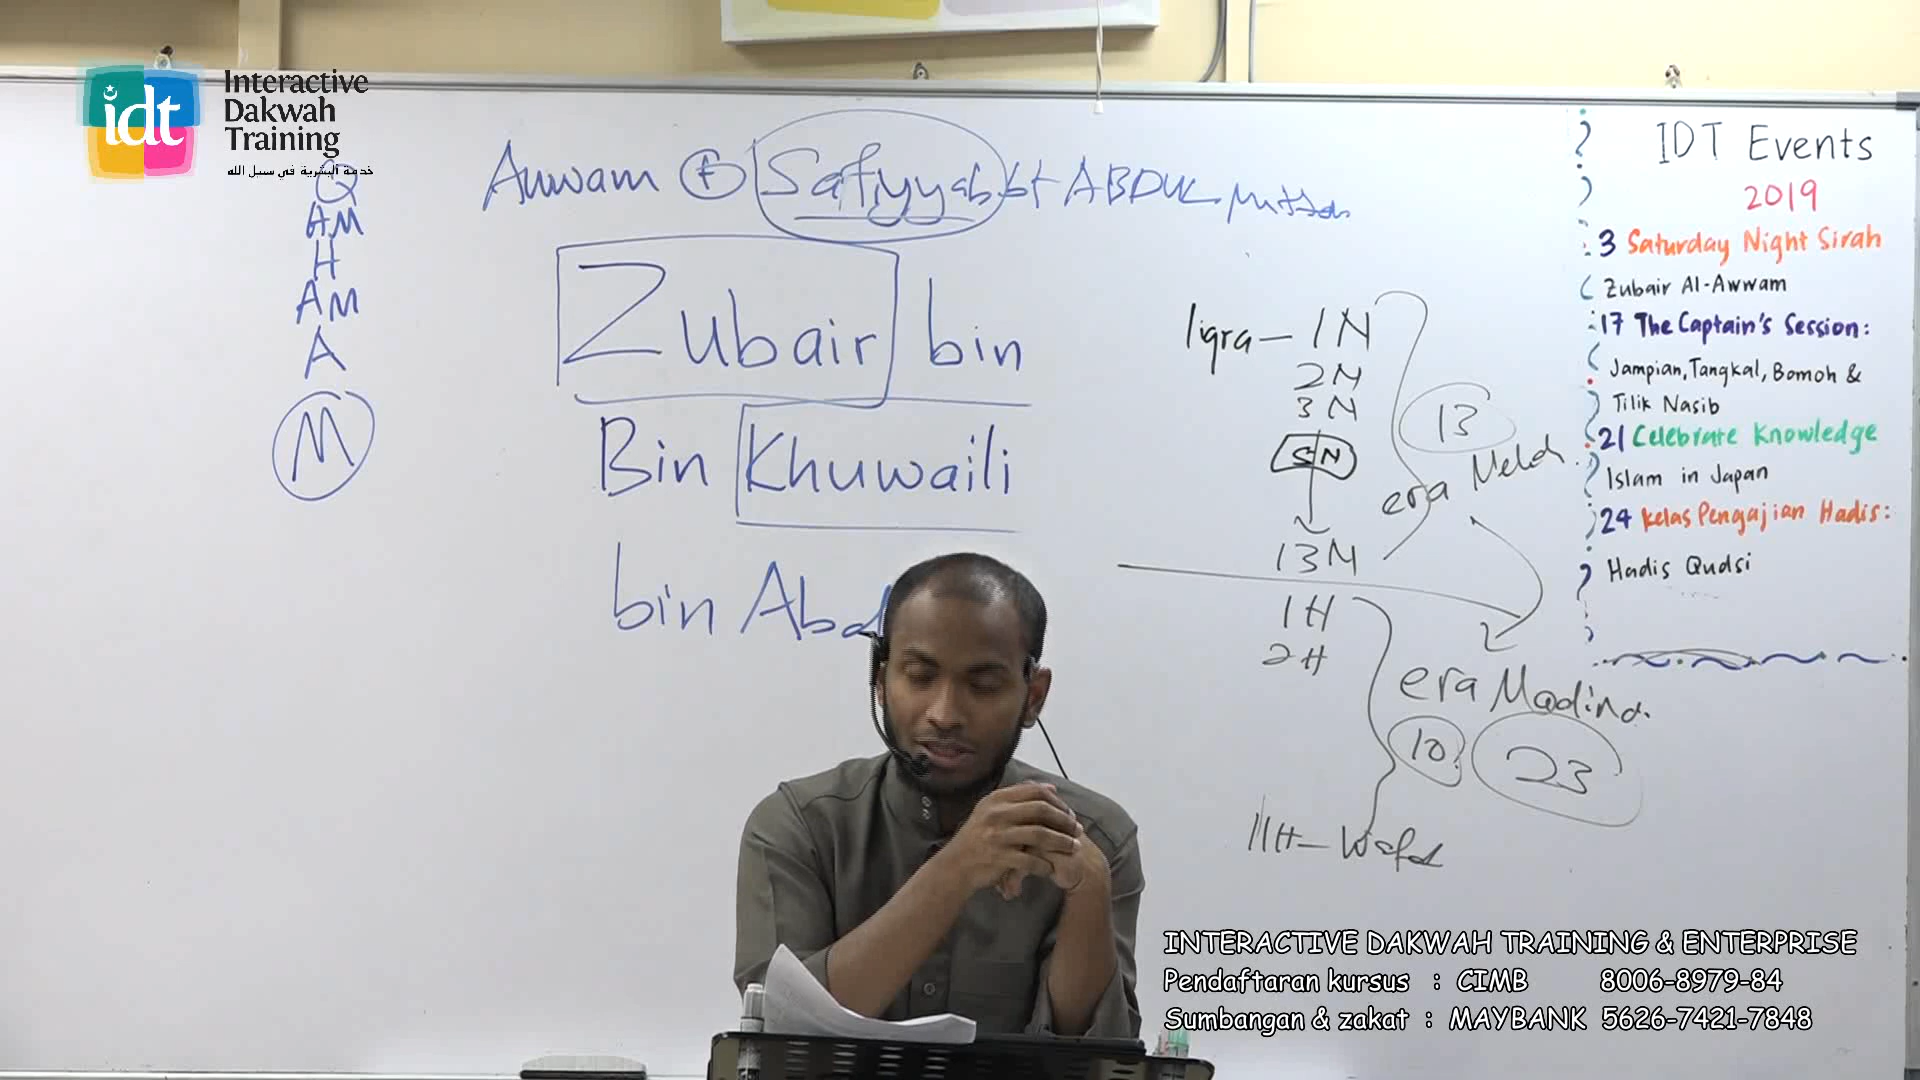 idt
Interactive
Dakwah
Training
خدمة البشرية في سبيل الله
Q
AM
H
AM
A
M
Awwam + Safiyyah bt ABDUL
Zubair bin
Bin Khuwaili
bin Abd
Iqra – 1N
2N
3N
5N
13N
13
era
1H
2H
era Madina
10
23
11H – Wafd
IDT Events
2019
3 Saturday Night Sirah
Zubair Al-Awwam
17 The Captain's Session:
Jampian, Tangkal, Bomoh &
Tilik Nasib
21 Celebrate Knowledge
Islam in Japan
24 Kelas Pengajian Hadis:
Hadis Qudsi
INTERACTIVE DAKWAH TRAINING & ENTERPRISE
Pendaftaran kursus : CIMB 8006-8979-84
Sumbangan & zakat : MAYBANK 5626-7421-7848